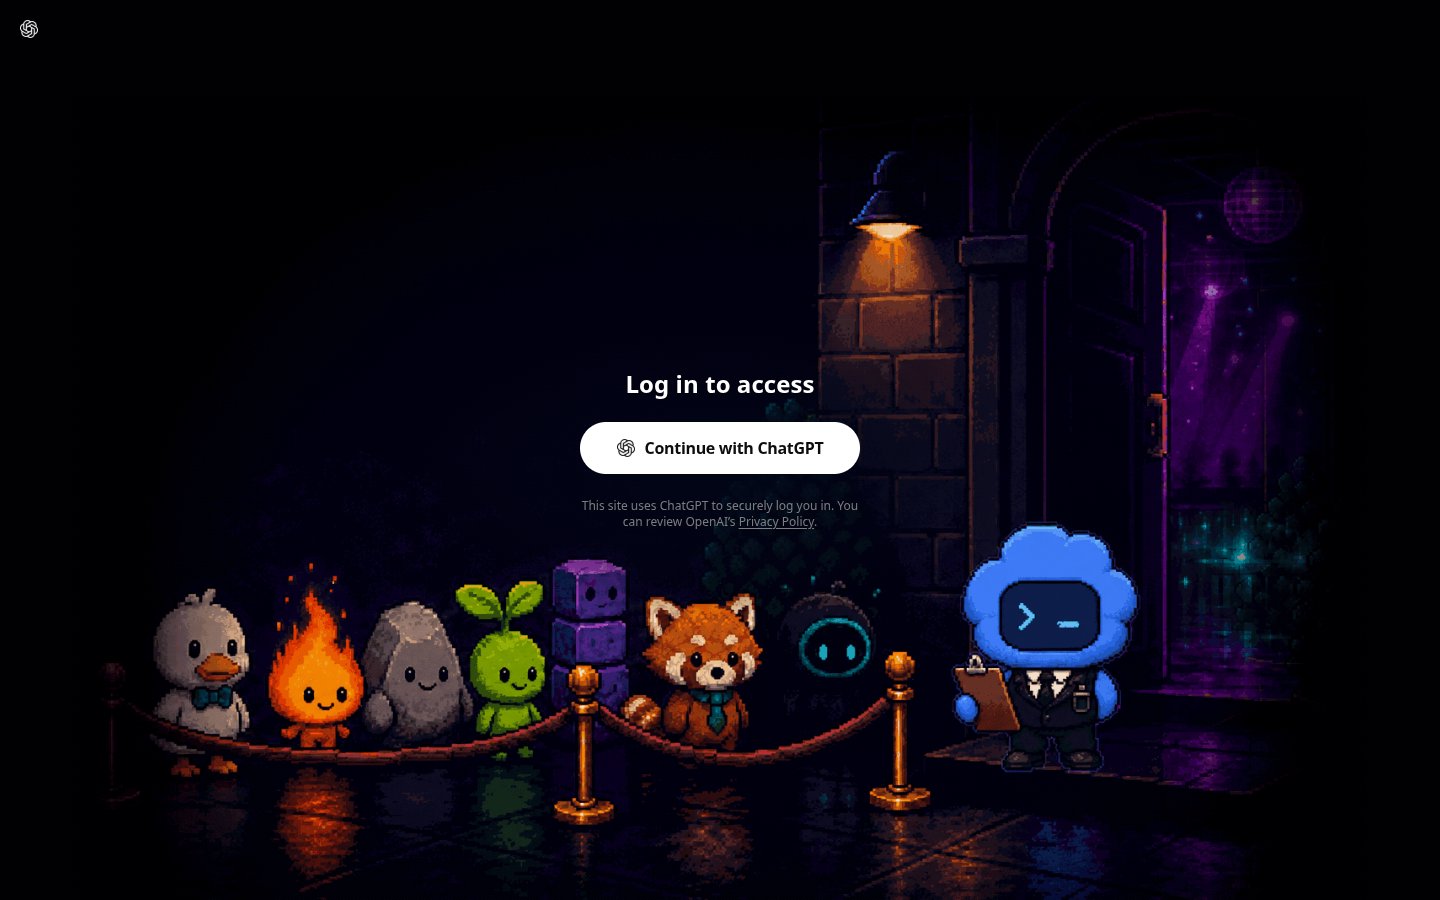 Log in to access
Continue with ChatGPT
This site uses ChatGPT to securely log you in. You
can review OpenAI’s Privacy Policy.